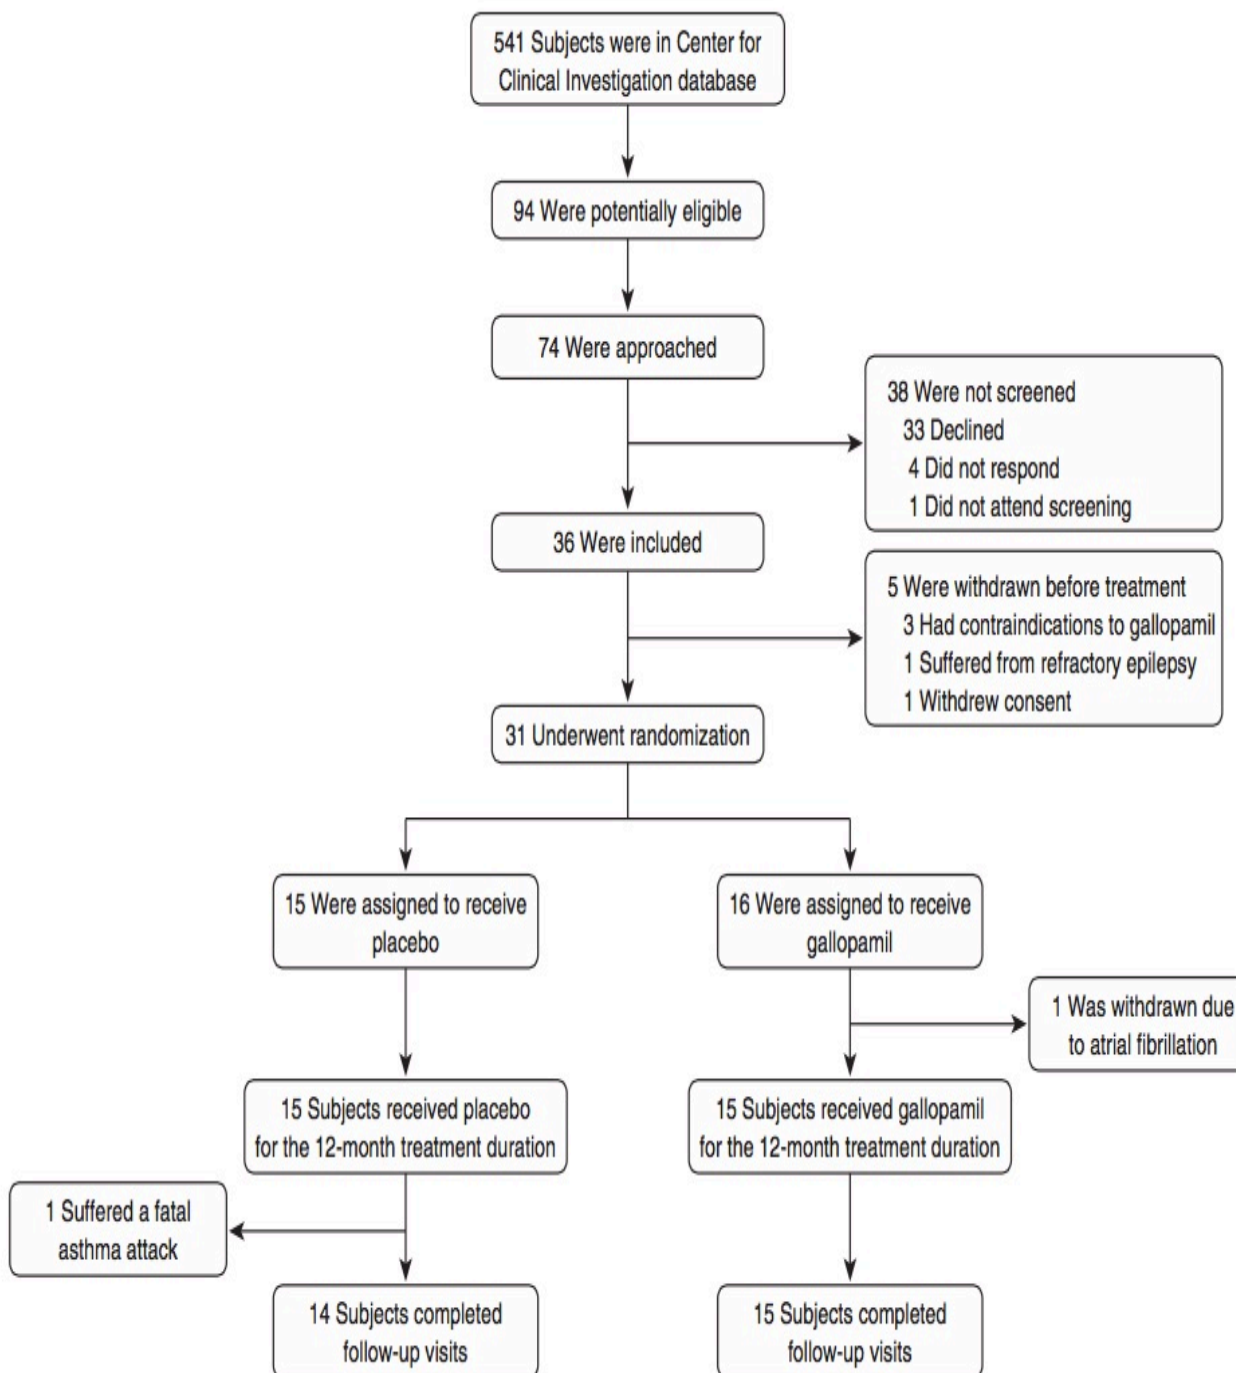 541 Subjects were in Center for
Clinical Investigation database
94 Were potentially eligible
74 Were approached
38 Were not screened
33 Declined
4 Did not respond
1 Did not attend screening
36 Were included
5 Were withdrawn before treatment
3 Had contraindications to gallopamil
1 Suffered from refractory epilepsy
1 Withdrew consent
31 Underwent randomization
15 Were assigned to receive
placebo
16 Were assigned to receive
gallopamil
1 Was withdrawn due
to atrial fibrillation
15 Subjects received placebo
for the 12-month treatment duration
15 Subjects received gallopamil
for the 12-month treatment duration
1 Suffered a fatal
asthma attack
14 Subjects completed
follow-up visits
15 Subjects completed
follow-up visits